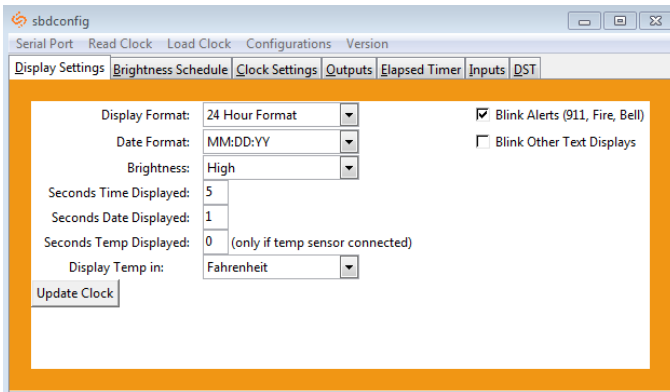 sbdconfig
Serial Port Read Clock Load Clock Configurations Version
Display Settings Brightness Schedule Clock Settings Outputs Elapsed Timer Inputs DST
Display Format: 24 Hour Format Blink Alerts (911, Fire, Bell)
Date Format: MM:DD:YY Blink Other Text Displays
Brightness: High
Seconds Time Displayed: 5
Seconds Date Displayed: 1
Seconds Temp Displayed: 0 (only if temp sensor connected)
Display Temp in: Fahrenheit
Update Clock